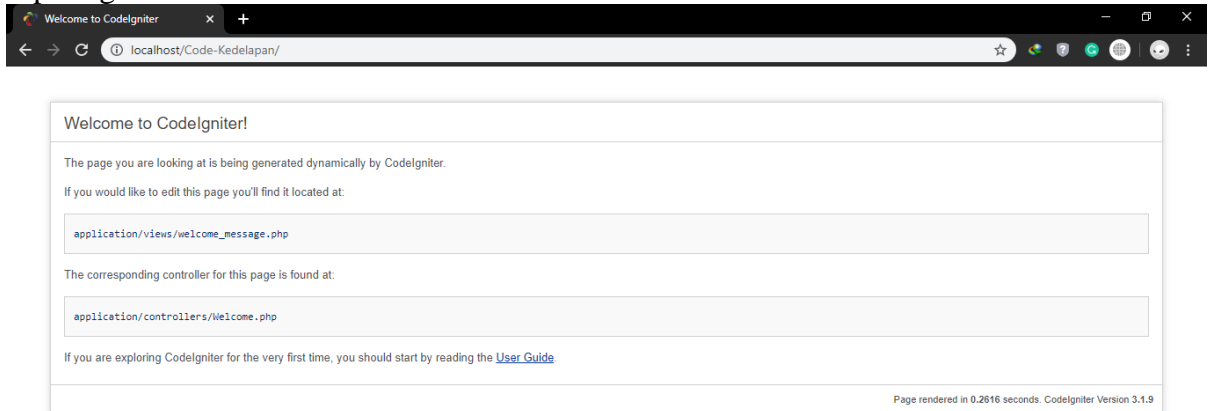 Welcome to CodeIgniter
localhost/Code-Kedelapan/
Welcome to CodeIgniter!
The page you are looking at is being generated dynamically by CodeIgniter.
If you would like to edit this page you'll find it located at:
application/views/welcome_message.php
The corresponding controller for this page is found at:
application/controllers/Welcome.php
If you are exploring CodeIgniter for the very first time, you should start by reading the User Guide.
Page rendered in 0.2616 seconds. CodeIgniter Version 3.1.9